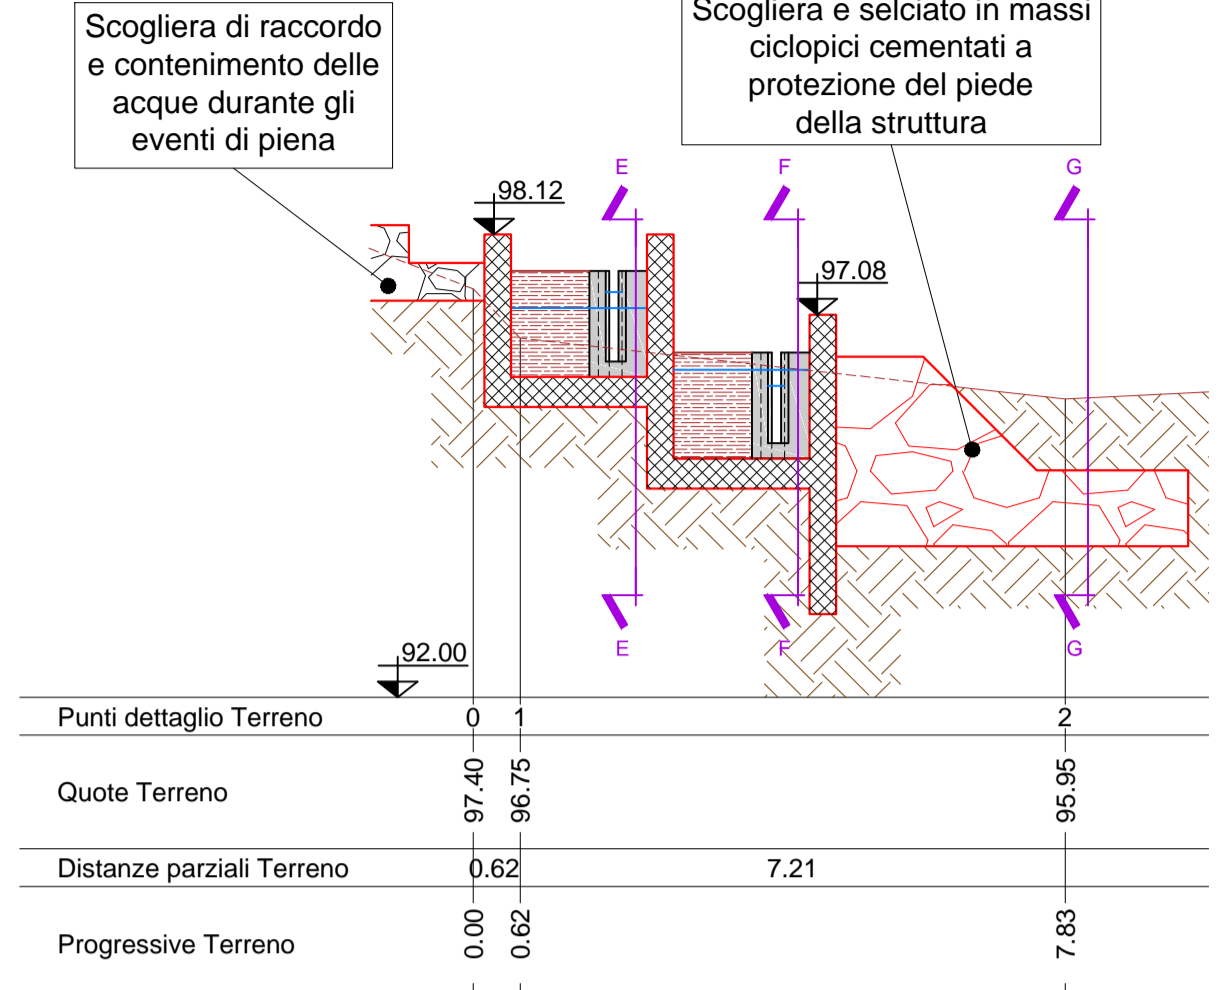 Scogliera di raccordo
e contenimento delle
acque durante gli
eventi di piena
Scogliera e selciato in massi
ciclopici cementati a
protezione del piede
della struttura
E
F
G
98.12
97.08
E
F
G
92.00
Punti dettaglio Terreno 0 1 2
Quote Terreno 97.40 96.75 95.95
Distanze parziali Terreno 0.62 7.21
Progressive Terreno 0.00 0.62 7.83